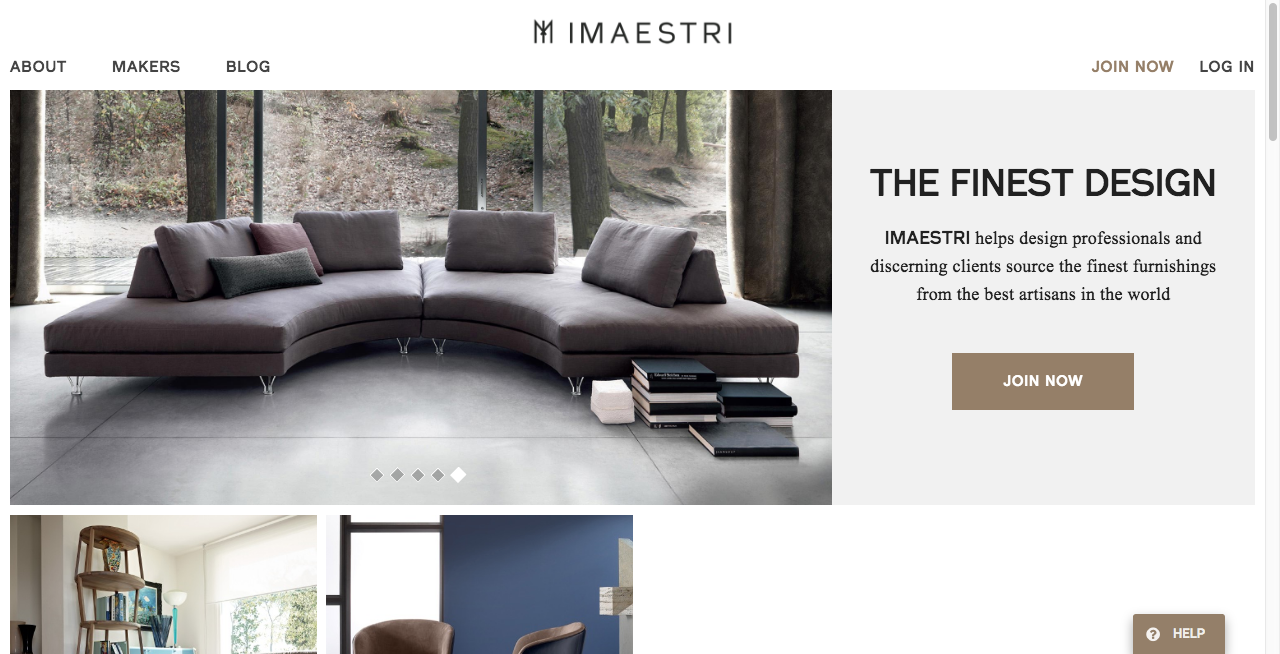 IMAESTRI
ABOUT MAKERS BLOG JOIN NOW LOG IN
THE FINEST DESIGN
IMAESTRI helps design professionals and
discerning clients source the finest furnishings
from the best artisans in the world
JOIN NOW
HELP